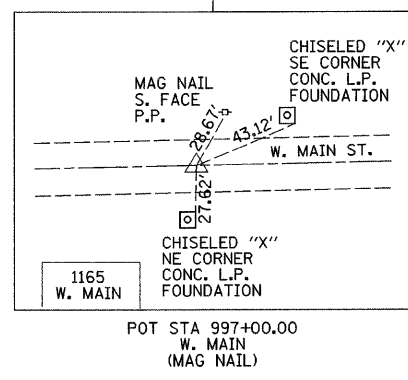 CHISELED "X"
SE CORNER
CONC. L.P.
FOUNDATION
MAG NAIL
S. FACE
P.P.
28.67'
43.12'
W. MAIN ST.
27.62'
CHISELED "X"
NE CORNER
CONC. L.P.
FOUNDATION
1165
W. MAIN
POT STA 997+00.00
W. MAIN
(MAG NAIL)